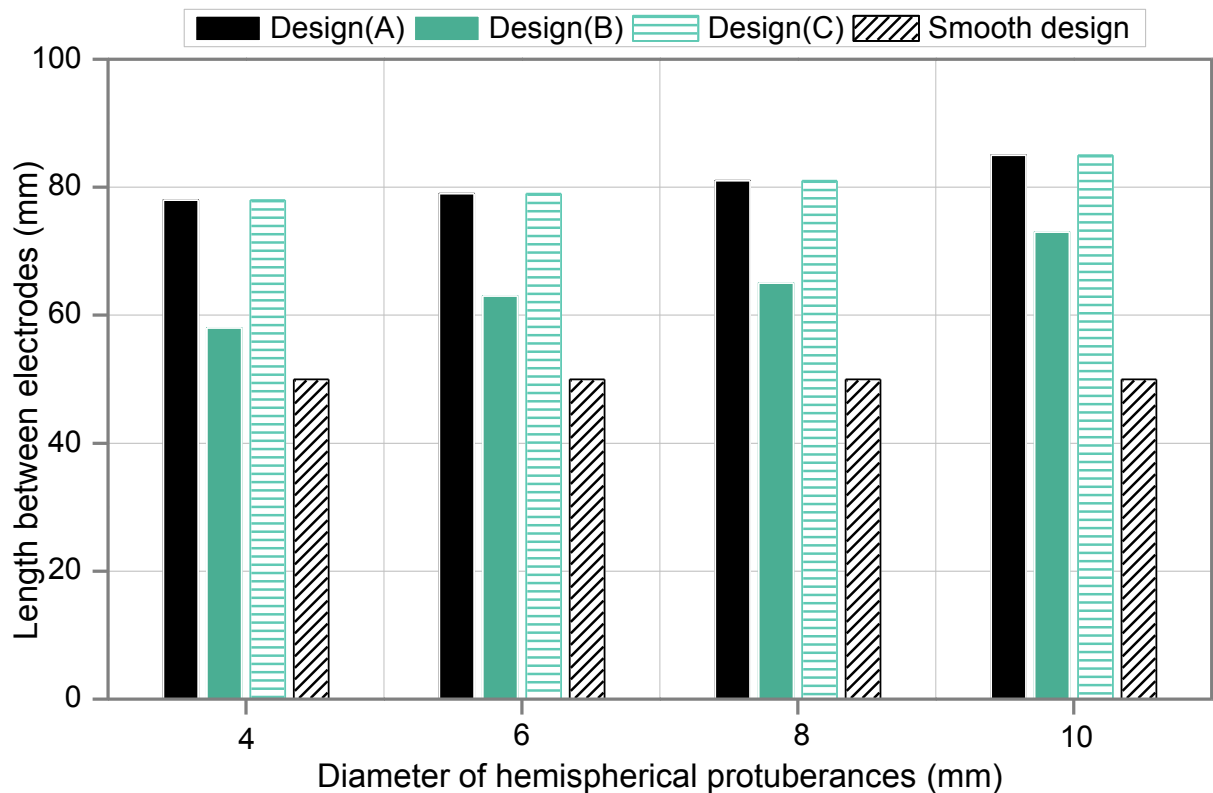 Design(A) Design(B) Design(C) Smooth design
100
80
60
40
20
0
Length between electrodes (mm)
4 6 8 10
Diameter of hemispherical protuberances (mm)